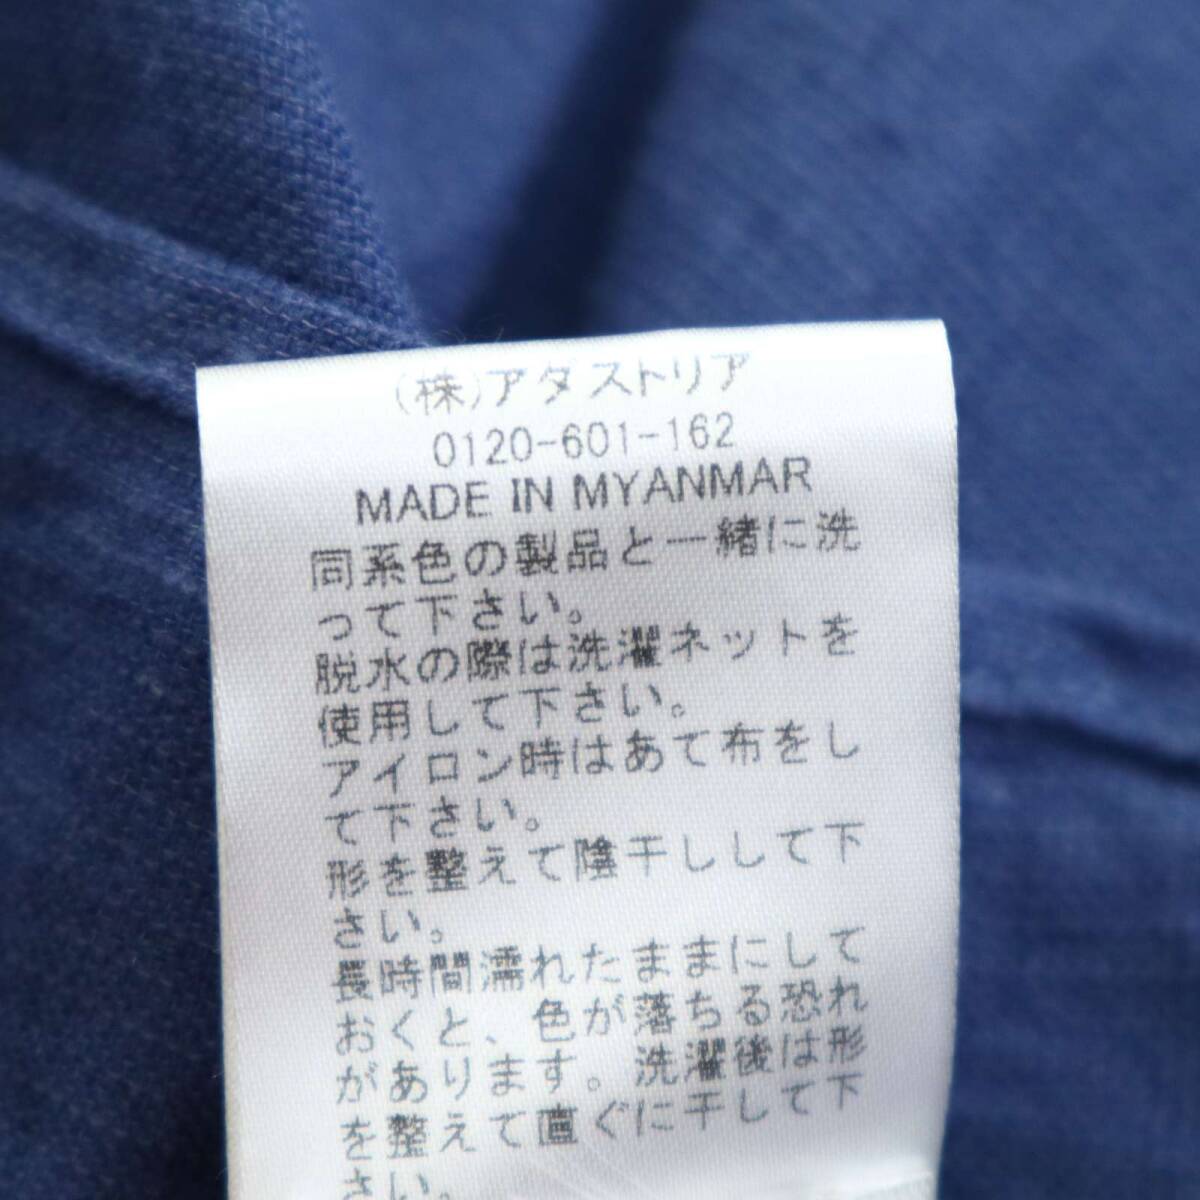 (株)アダストリア
0120-601-162
MADE IN MYANMAR
同系色の製品と一緒に洗
って下さい。
脱水の際は洗濯ネットを
使用して下さい。
アイロン時はあて布をし
て下さい。
形を整えて陰干しして下
さい。
長時間濡れたままにして
おくと、色が落ちる恐れ
があります。洗濯後は形
を整えて直ぐに干して下
さい。